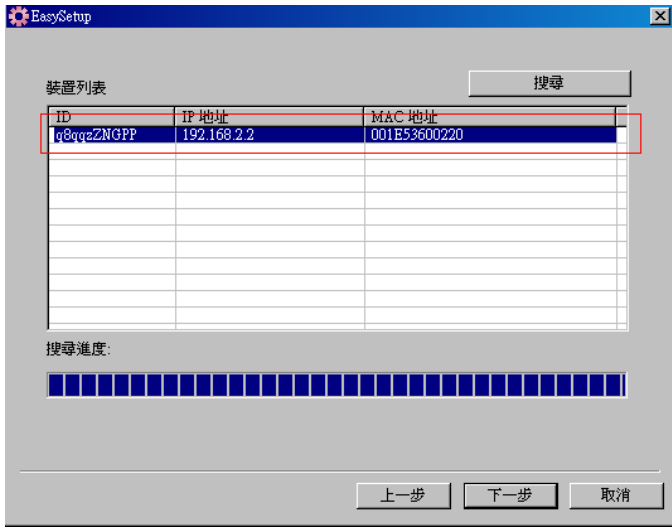 EasySetup
裝置列表
搜尋
ID IP 地址 MAC 地址
q8qqzZNGPP 192.168.2.2 001E53600220
搜尋進度:
上一步 下一步 取消